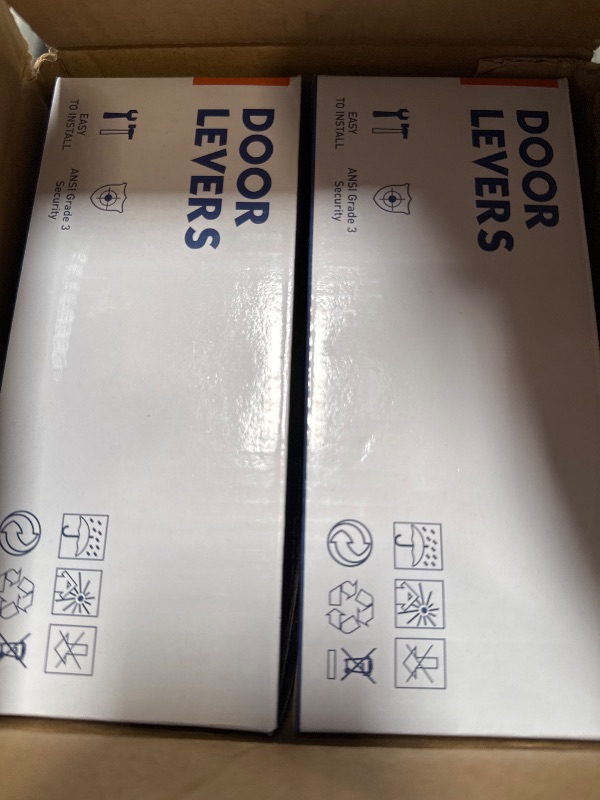 DOOR
LEVERS
EASY
TO INSTALL
ANSI Grade 3
Security
DOOR
LEVERS
EASY
TO INSTALL
ANSI Grade 3
Security